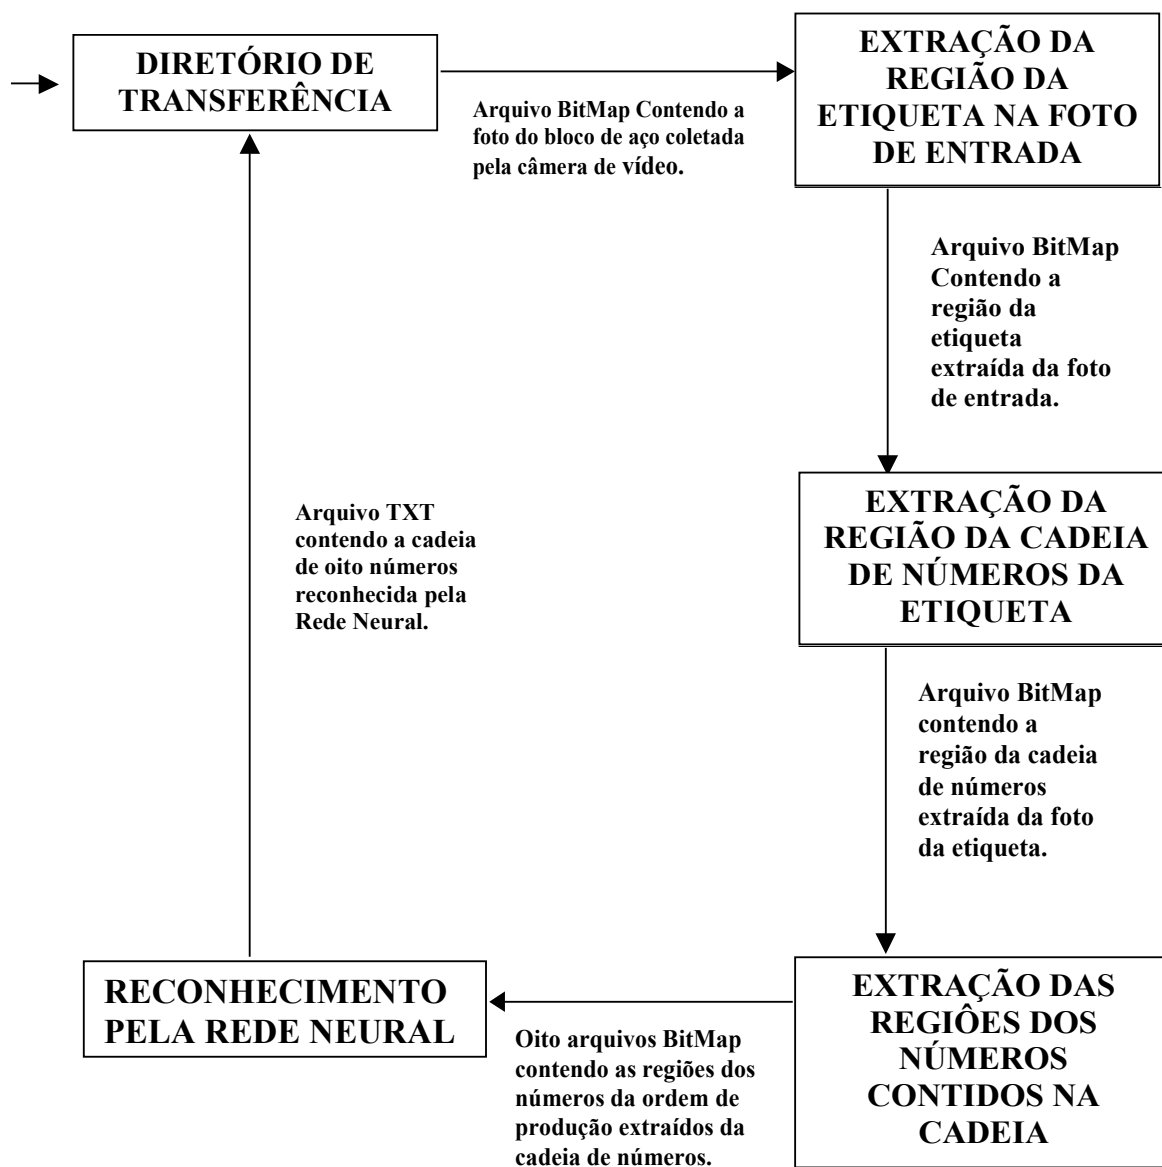 DIRETÓRIO DE
TRANSFERÊNCIA
Arquivo BitMap Contendo a
foto do bloco de aço coletada
pela câmera de vídeo.
EXTRAÇÃO DA
REGIÃO DA
ETIQUETA NA FOTO
DE ENTRADA
Arquivo BitMap
Contendo a
região da
etiqueta
extraída da foto
de entrada.
EXTRAÇÃO DA
REGIÃO DA CADEIA
DE NÚMEROS DA
ETIQUETA
Arquivo BitMap
contendo a
região da cadeia
de números
extraída da foto
da etiqueta.
EXTRAÇÃO DAS
REGIÔES DOS
NÚMEROS
CONTIDOS NA
CADEIA
Oito arquivos BitMap
contendo as regiões dos
números da ordem de
produção extraídos da
cadeia de números.
RECONHECIMENTO
PELA REDE NEURAL
Arquivo TXT
contendo a cadeia
de oito números
reconhecida pela
Rede Neural.